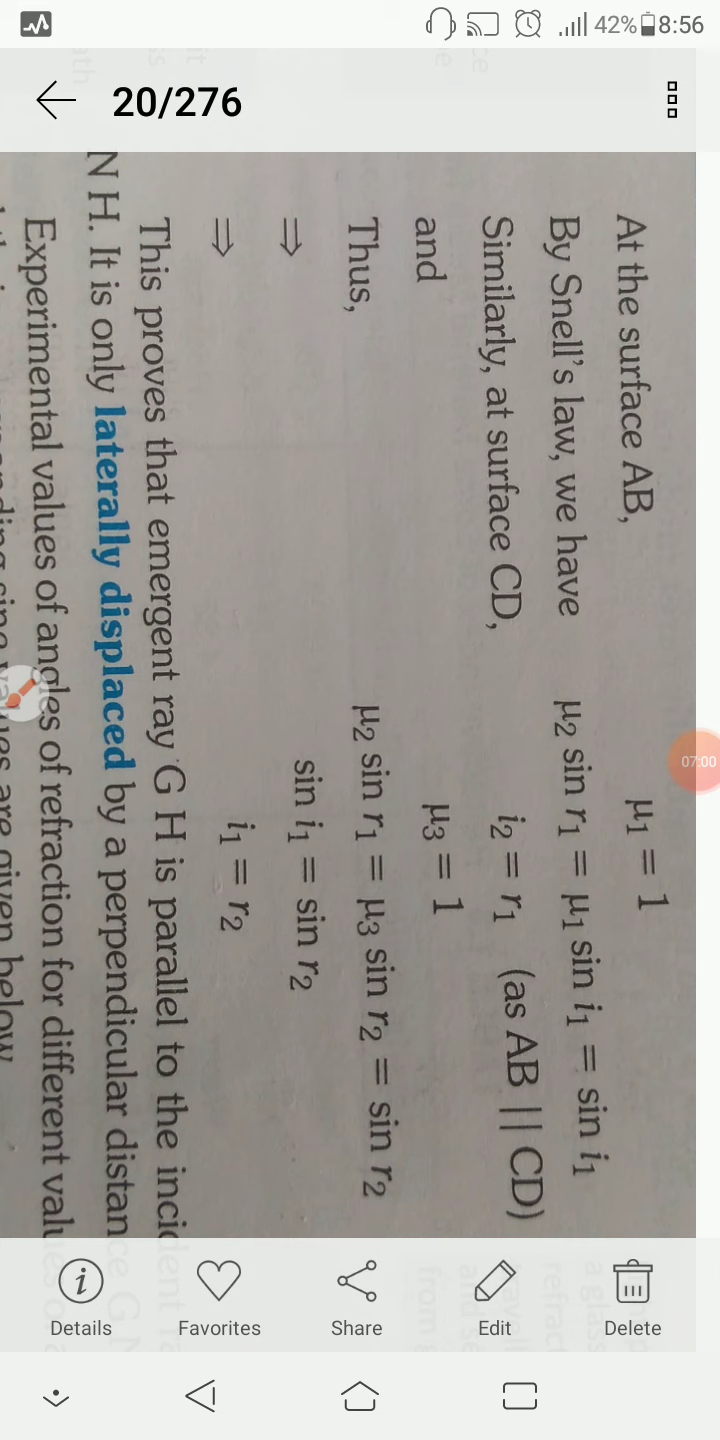 42% 8:56
20/276
At the surface AB, μ1 = 1
By Snell's law, we have μ2 sin r1 = μ1 sin i1 = sin i1
Similarly, at surface CD, i2 = r1 (as AB || CD)
and μ3 = 1
Thus, μ2 sin r1 = μ3 sin r2 = sin r2
⇒ sin i1 = sin r2
⇒ i1 = r2
This proves that emergent ray G H is parallel to the
N H. It is only laterally displaced by a perpendicular
Experimental values of angles of refraction for different
are given below
07:00
Details Favorites Share Edit Delete